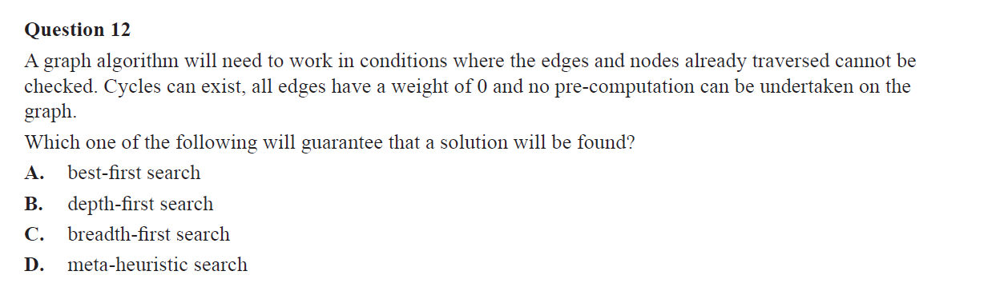 Question 12
A graph algorithm will need to work in conditions where the edges and nodes already traversed cannot be
checked. Cycles can exist, all edges have a weight of 0 and no pre-computation can be undertaken on the
graph.
Which one of the following will guarantee that a solution will be found?
A. best-first search
B. depth-first search
C. breadth-first search
D. meta-heuristic search